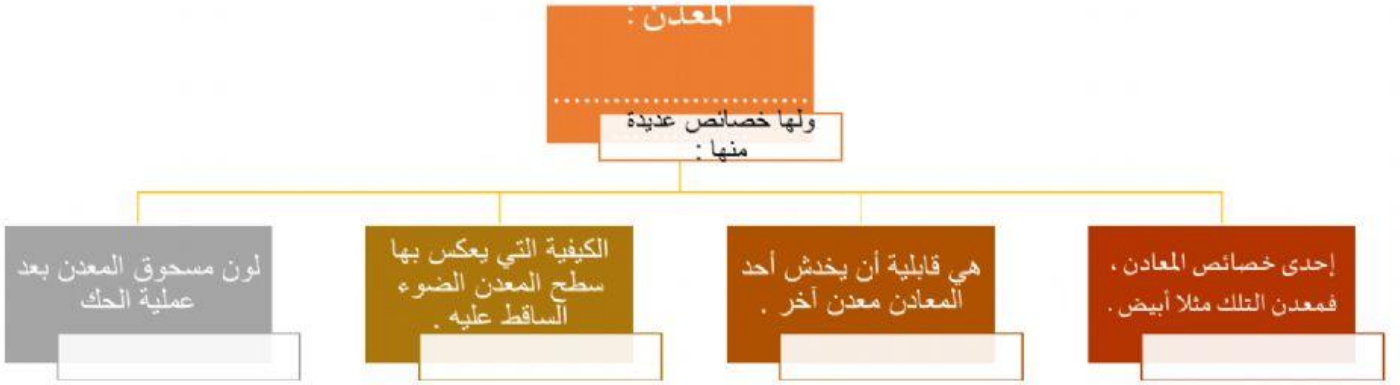 المعدن :
..........................
ولها خصائص عديدة
منها :
إحدى خصائص المعادن ،
فمعدن التلك مثلا أبيض .
هي قابلية أن يخدش أحد
المعادن معدن آخر .
الكيفية التي يعكس بها
سطح المعدن الضوء
الساقط عليه .
لون مسحوق المعدن بعد
عملية الحك